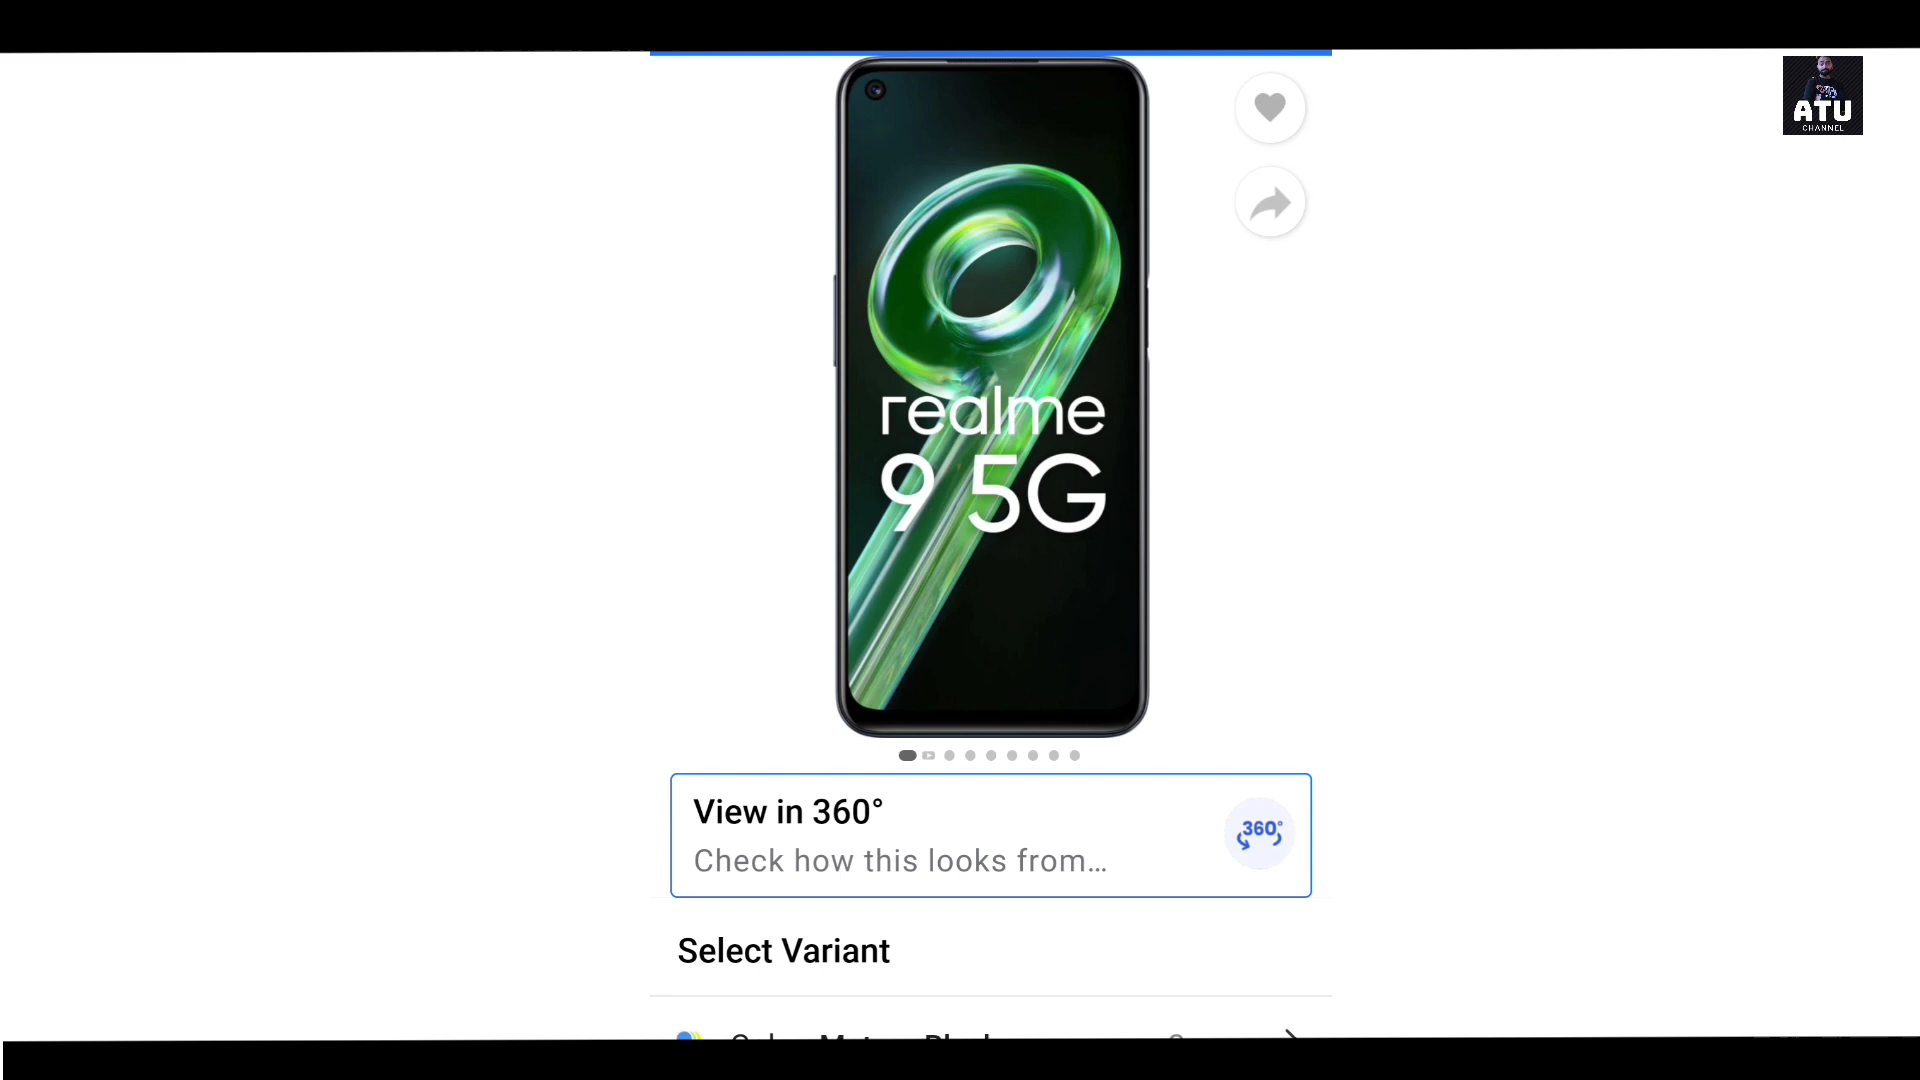 ATU
CHANNEL
realme
9 5G
View in 360°
Check how this looks from...
360°
Select Variant